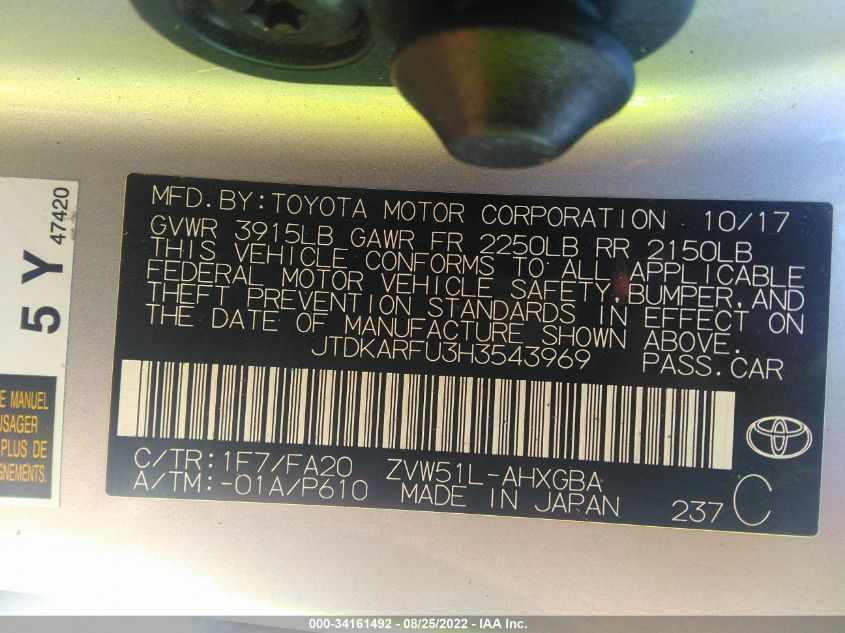 MFD. BY: TOYOTA MOTOR CORPORATION 10/17
GVWR 3915LB GAWR FR 2250LB RR 2150LB
THIS VEHICLE CONFORMS TO ALL APPLICABLE
FEDERAL MOTOR VEHICLE SAFETY, BUMPER, AND
THEFT PREVENTION STANDARDS IN EFFECT ON
THE DATE OF MANUFACTURE SHOWN ABOVE.
JTDKARFU3H3543969 PASS. CAR
C/TR: 1F7/FA20 ZVW51L-AHXGBA
A/TM: -01A/P610 MADE IN JAPAN 237 C
5 Y 47420
E MANUEL
USAGER
PLUS DE
GNEMENTS.
000-34161492 - 08/25/2022 - IAA Inc.